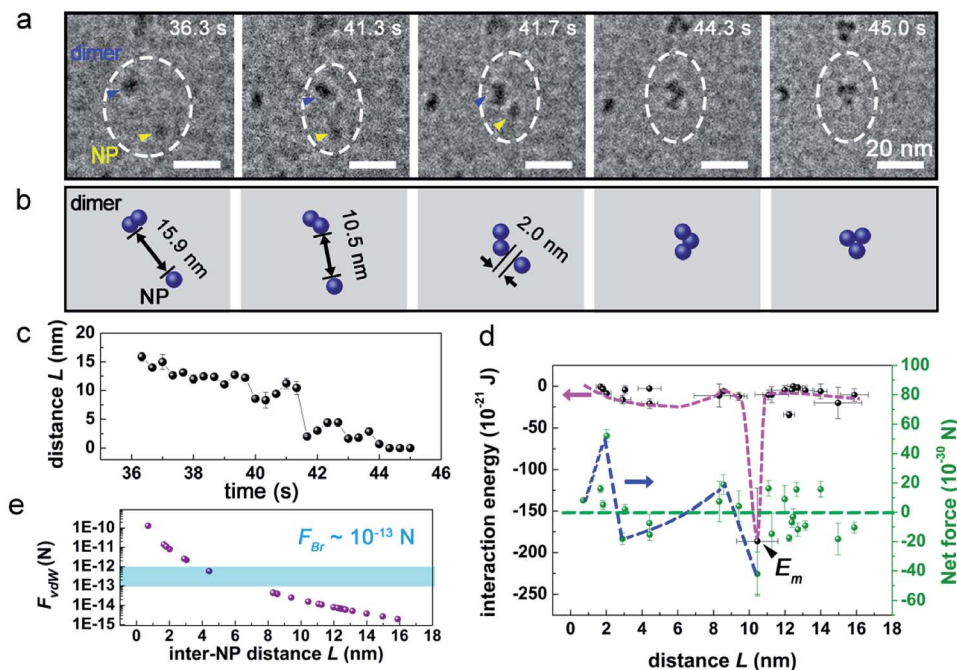 a
36.3 s
41.3 s
41.7 s
44.3 s
45.0 s
dimer
NP
20 nm
b
dimer
15.9 nm
NP
10.5 nm
2.0 nm
c
20
15
10
5
0
distance L (nm)
36 38 40 42 44 46
time (s)
d
0
-50
-100
-150
-200
-250
interaction energy (10⁻²¹ J)
100
80
60
40
20
0
-20
-40
-60
Net force (10⁻³⁰ N)
Eₘ
0 2 4 6 8 10 12 14 16 18
distance L (nm)
e
1E-10
1E-11
1E-12
1E-13
1E-14
1E-15
F_vdW (N)
F_Br ~ 10⁻¹³ N
0 2 4 6 8 10 12 14 16 18
inter-NP distance L (nm)